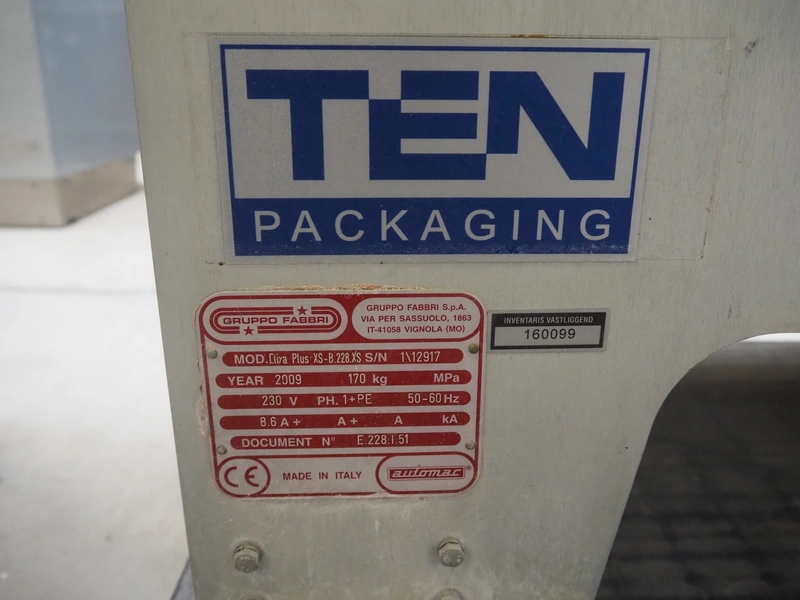 TEN
PACKAGING
GRUPPO FABBRI
GRUPPO FABBRI S.p.A.
VIA PER SASSUOLO, 1863
IT-41058 VIGNOLA (MO)
INVENTARIS VASTLIGGEND
160099
MOD. Elixa Plus XS-B.228.XS S/N 1\12917
YEAR 2009 170 kg MPa
230 V PH. 1+PE 50-60 Hz
8.6 A+ A+ A kA
DOCUMENT N° E.228.I.51
CE MADE IN ITALY automac®